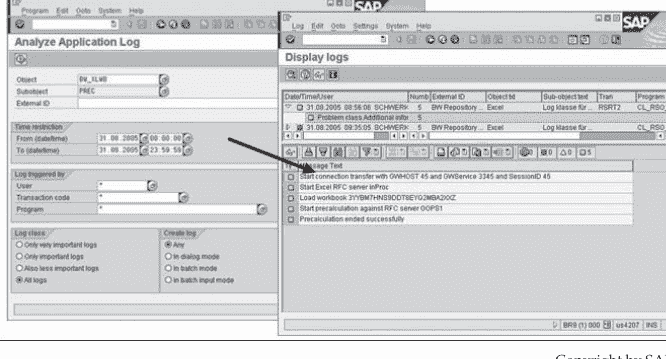 Program Edit Goto System Help
SAP
Analyze Application Log
Object BW_XLWB
Subobject PREC
External ID
Time restriction
From (date/time) 31.08.2005 00:00:00
To (date/time) 31.08.2005 23:59:59
Log triggered by
User *
Transaction code *
Program *
Log class
Only very important logs
Only important logs
Also less important logs
All logs
Create log
Any
In dialog mode
In batch mode
In batch input mode
Log Edit Goto Settings System Help
SAP
Display logs
Date/Time/User Numb External ID Object txt Sub-object text Tran Program
31.08.2005 08:56:08 SCHWERK 5 BW Repository ... Excel Log klasse für ... RSRT2 CL_RSO_
Problem class Additional infor 5
31.08.2005 09:35:05 SCHWERK 5 BW Repository ... Excel Log klasse für ... CL_RSO_
0 0 5
Message Text
Start connection transfer with GWHOST 45 and GWService 3345 and SessionID 45
Start Excel RFC server InProc
Load workbook
Start precalculation against RFC server OOPS1
Precalculation ended successfully
BR9 (1) 000 us4207 INS